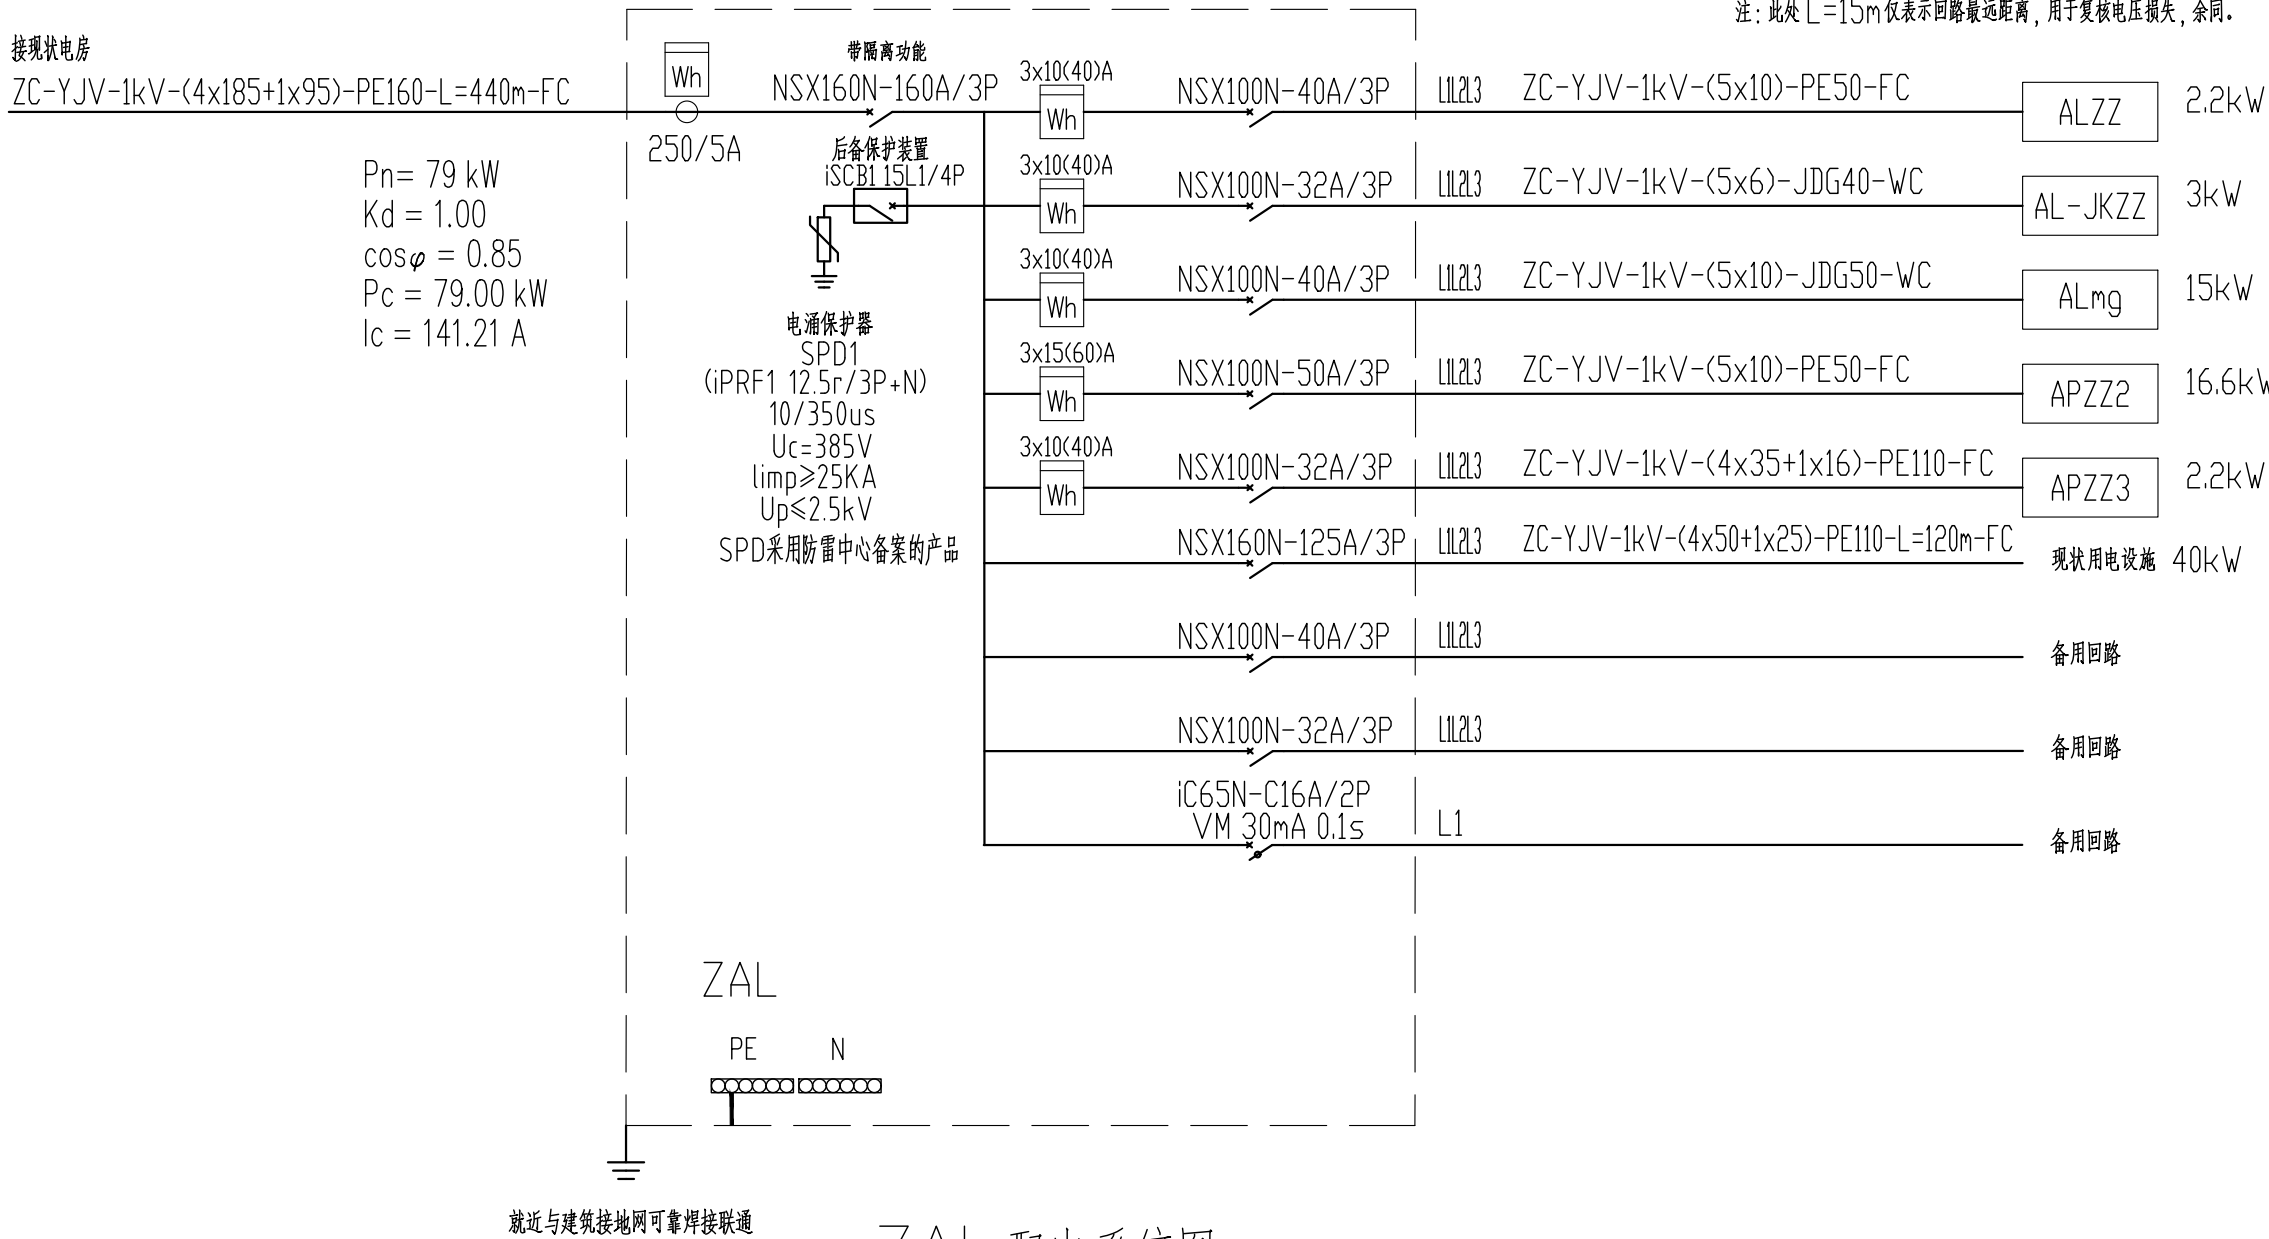 注：此处L=15m仅表示回路最远距离，用于复核电压损失，余同。
接现状电房
ZC-YJV-1kV-(4x185+1x95)-PE160-L=440m-FC
Pn= 79 kW
Kd = 1.00
cosφ = 0.85
Pc = 79.00 kW
Ic = 141.21 A
Wh
250/5A
带隔离功能
NSX160N-160A/3P
后备保护装置
iSCB1 15L1/4P
电涌保护器
SPD1
(iPRF1 12.5r/3P+N)
10/350us
Uc=385V
limp≥25KA
Up≤2.5kV
SPD采用防雷中心备案的产品
3x10(40)A
Wh
NSX100N-40A/3P
L1L2L3
ZC-YJV-1kV-(5x10)-PE50-FC
ALZZ
2.2kW
3x10(40)A
Wh
NSX100N-32A/3P
L1L2L3
ZC-YJV-1kV-(5x6)-JDG40-WC
AL-JKZZ
3kW
3x10(40)A
Wh
NSX100N-40A/3P
L1L2L3
ZC-YJV-1kV-(5x10)-JDG50-WC
ALmg
15kW
3x15(60)A
Wh
NSX100N-50A/3P
L1L2L3
ZC-YJV-1kV-(5x10)-PE50-FC
APZZ2
16.6kW
3x10(40)A
Wh
NSX100N-32A/3P
L1L2L3
ZC-YJV-1kV-(4x35+1x16)-PE110-FC
APZZ3
2.2kW
NSX160N-125A/3P
L1L2L3
ZC-YJV-1kV-(4x50+1x25)-PE110-L=120m-FC
现状用电设施 40kW
NSX100N-40A/3P
L1L2L3
备用回路
NSX100N-32A/3P
L1L2L3
备用回路
iC65N-C16A/2P
VM 30mA 0.1s
L1
备用回路
ZAL
PE
N
就近与建筑接地网可靠焊接联通
ZAL 配电系统图